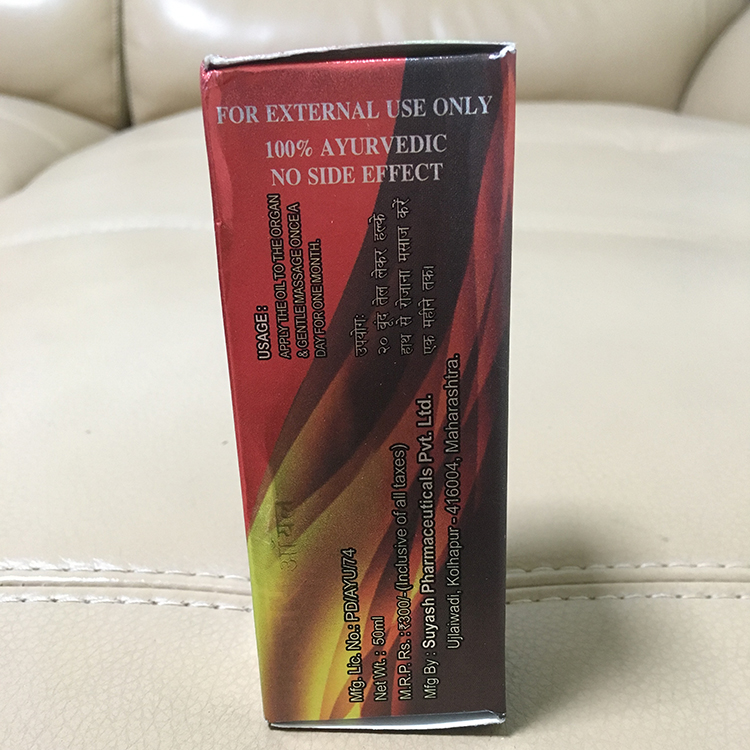 FOR EXTERNAL USE ONLY
100% AYURVEDIC
NO SIDE EFFECT
USAGE :
APPLY THE OIL TO THE ORGAN
& GENTLE MASSAGE ONCE/A
DAY FOR ONE MONTH.
उपयोग:
२० बूंद तेल लेकर हल्के
हाथ से रोजाना मसाज करें
एक महीने तक।
ऑयल
Mfg. Lic. No.: PD/AYU/74
Net Wt. : 50ml
M.R.P. Rs. : ₹300/- (Inclusive of all taxes)
Mfg By : Suyash Pharmaceuticals Pvt. Ltd.
Ujlaiwadi, Kolhapur - 416004, Maharashtra.